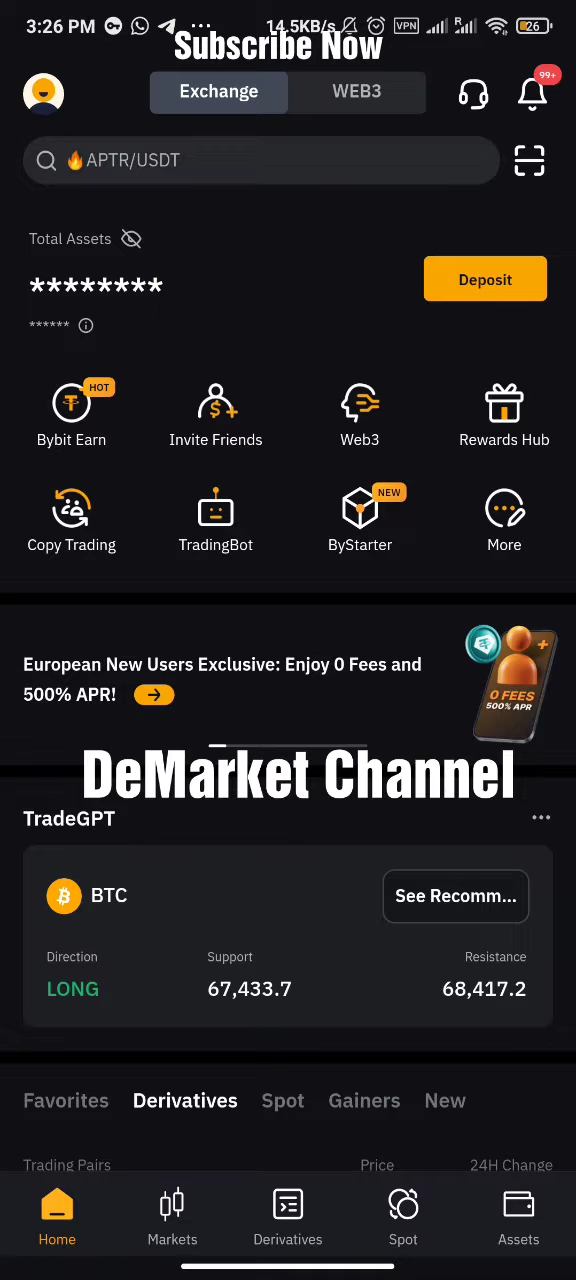 3:26 PM 14.5KB/s VPN R 26
Subscribe Now
Exchange WEB3 99+
APTR/USDT
Total Assets
********
Deposit
******
HOT
Bybit Earn Invite Friends Web3 Rewards Hub
NEW
Copy Trading TradingBot ByStarter More
European New Users Exclusive: Enjoy 0 Fees and
500% APR!
0 FEES
500% APR
DeMarket Channel
TradeGPT
BTC See Recomm...
Direction Support Resistance
LONG 67,433.7 68,417.2
Favorites Derivatives Spot Gainers New
Trading Pairs Price 24H Change
Home Markets Derivatives Spot Assets